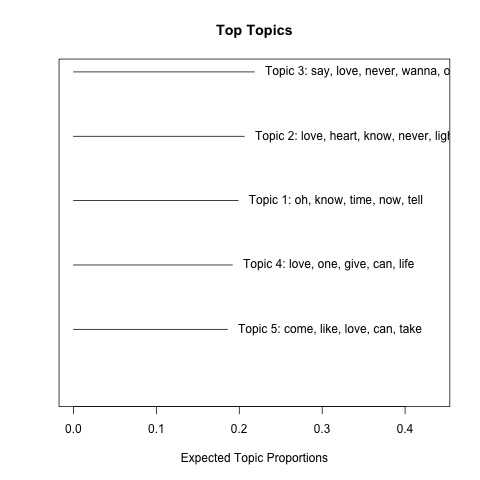 Top Topics
Topic 3: say, love, never, wanna,
Topic 2: love, heart, know, never,
Topic 1: oh, know, time, now, tell
Topic 4: love, one, give, can, life
Topic 5: come, like, love, can, take
0.0 0.1 0.2 0.3 0.4
Expected Topic Proportions